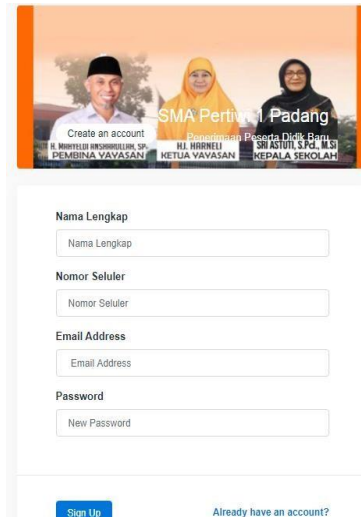 SMA Pertiwi 1 Padang
Create an account
Penerimaan Peserta Didik Baru
H. MAHYELDI ANSHARULLAH, SP.
PEMBINA YAYASAN
HJ. HARNELI
KETUA YAYASAN
SRI ASTUTI, S.Pd., M.Si
KEPALA SEKOLAH
Nama Lengkap
Nama Lengkap
Nomor Seluler
Nomor Seluler
Email Address
Email Address
Password
New Password
Sign Up
Already have an account?